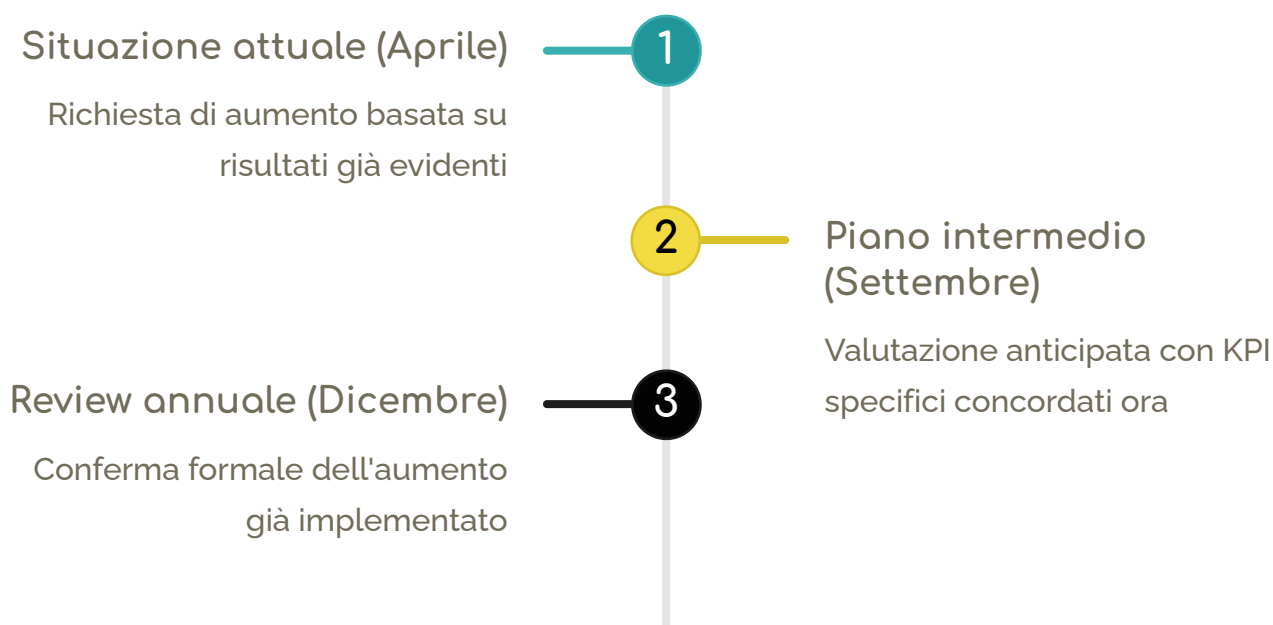 Situazione attuale (Aprile)
1
Richiesta di aumento basata su
risultati già evidenti
2
Piano intermedio
(Settembre)
Valutazione anticipata con KPI
specifici concordati ora
Review annuale (Dicembre)
3
Conferma formale dell'aumento
già implementato